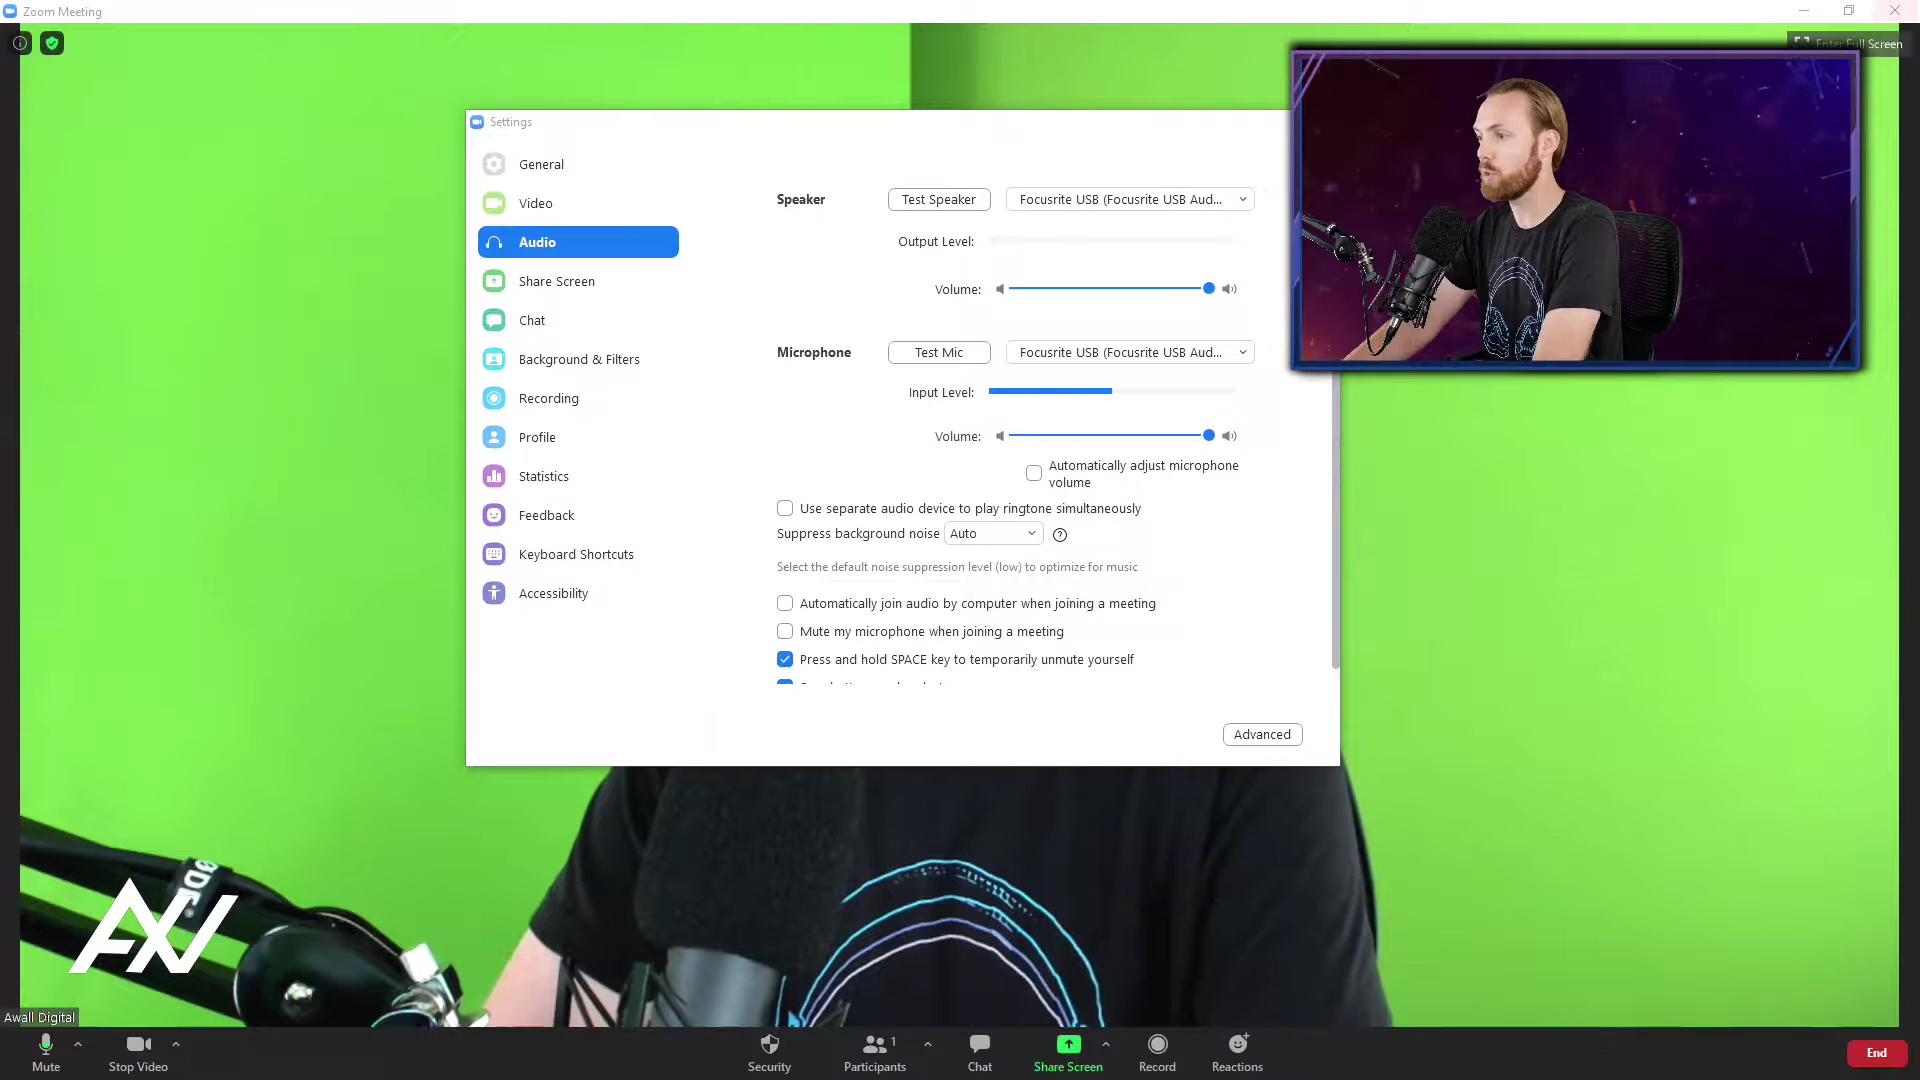 Zoom Meeting
Enter Full Screen
Settings
General
Video
Audio
Share Screen
Chat
Background & Filters
Recording
Profile
Statistics
Feedback
Keyboard Shortcuts
Accessibility
Speaker
Test Speaker
Focusrite USB (Focusrite USB Aud...
Output Level:
Volume:
Microphone
Test Mic
Focusrite USB (Focusrite USB Aud...
Input Level:
Volume:
Automatically adjust microphone
volume
Use separate audio device to play ringtone simultaneously
Suppress background noise
Auto
Select the default noise suppression level (low) to optimize for music
Automatically join audio by computer when joining a meeting
Mute my microphone when joining a meeting
Press and hold SPACE key to temporarily unmute yourself
Advanced
Awall Digital
Mute
Stop Video
Security
Participants
1
Chat
Share Screen
Record
Reactions
End